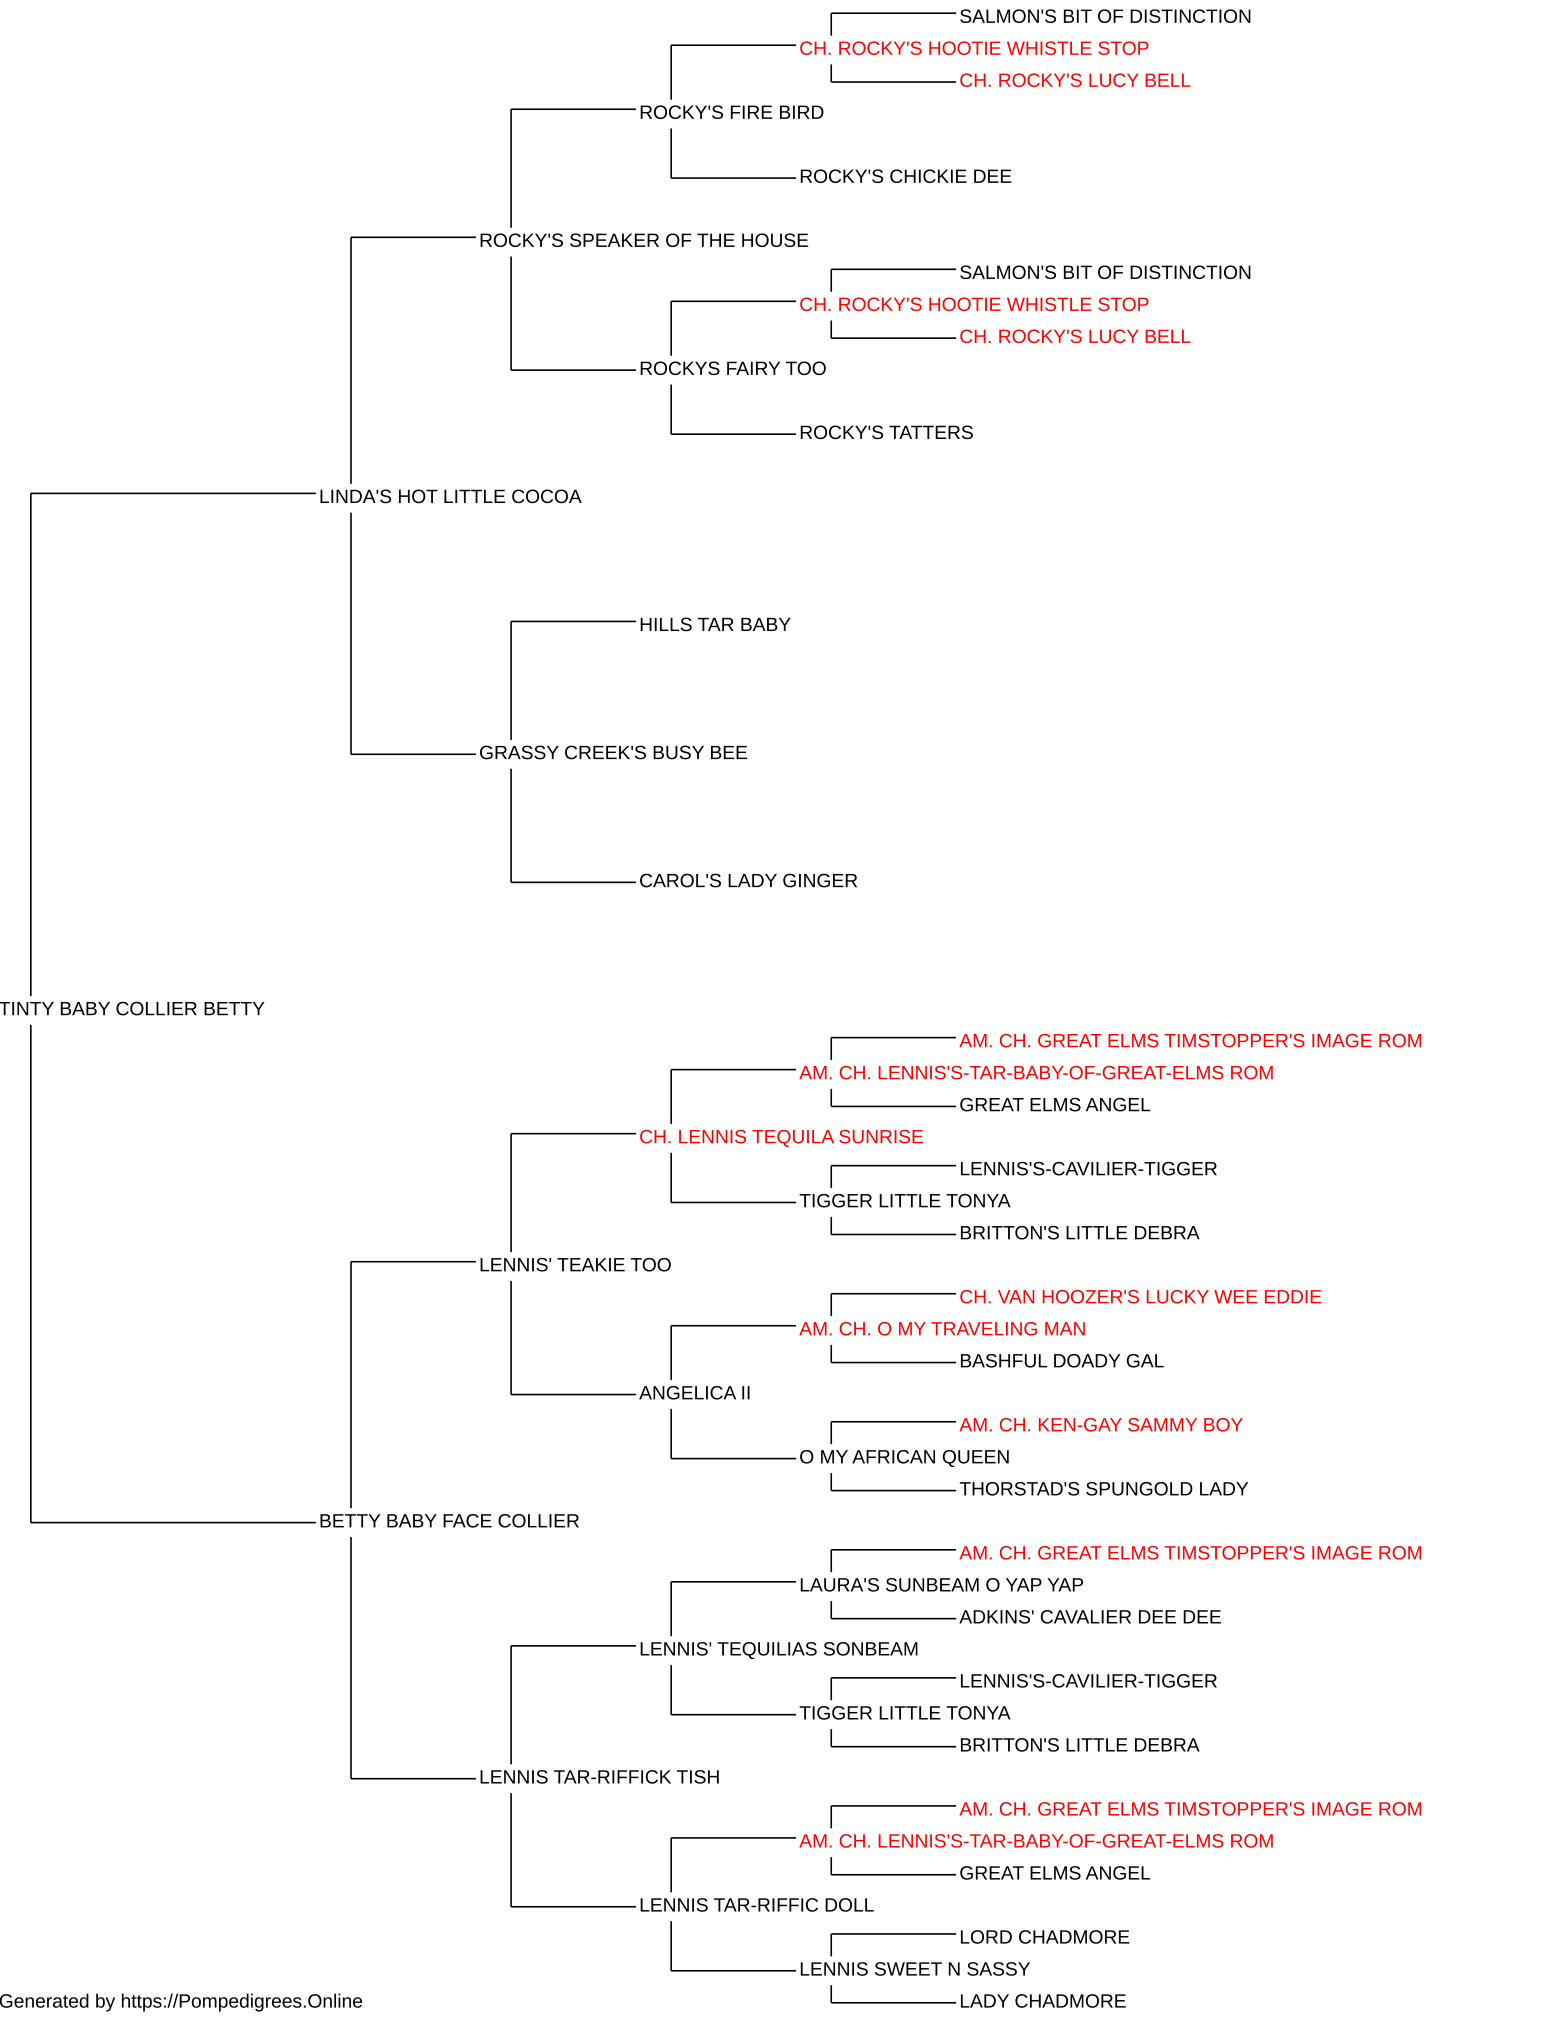 SALMON'S BIT OF DISTINCTION
CH. ROCKY'S HOOTIE WHISTLE STOP
CH. ROCKY'S LUCY BELL
ROCKY'S FIRE BIRD
ROCKY'S CHICKIE DEE
ROCKY'S SPEAKER OF THE HOUSE
SALMON'S BIT OF DISTINCTION
CH. ROCKY'S HOOTIE WHISTLE STOP
CH. ROCKY'S LUCY BELL
ROCKYS FAIRY TOO
ROCKY'S TATTERS
LINDA'S HOT LITTLE COCOA
HILLS TAR BABY
GRASSY CREEK'S BUSY BEE
CAROL'S LADY GINGER
TINTY BABY COLLIER BETTY
AM. CH. GREAT ELMS TIMSTOPPER'S IMAGE ROM
AM. CH. LENNIS'S-TAR-BABY-OF-GREAT-ELMS ROM
GREAT ELMS ANGEL
CH. LENNIS TEQUILA SUNRISE
LENNIS'S-CAVILIER-TIGGER
TIGGER LITTLE TONYA
BRITTON'S LITTLE DEBRA
LENNIS' TEAKIE TOO
CH. VAN HOOZER'S LUCKY WEE EDDIE
AM. CH. O MY TRAVELING MAN
BASHFUL DOADY GAL
ANGELICA II
AM. CH. KEN-GAY SAMMY BOY
O MY AFRICAN QUEEN
THORSTAD'S SPUNGOLD LADY
BETTY BABY FACE COLLIER
AM. CH. GREAT ELMS TIMSTOPPER'S IMAGE ROM
LAURA'S SUNBEAM O YAP YAP
ADKINS' CAVALIER DEE DEE
LENNIS' TEQUILIAS SONBEAM
LENNIS'S-CAVILIER-TIGGER
TIGGER LITTLE TONYA
BRITTON'S LITTLE DEBRA
LENNIS TAR-RIFFICK TISH
AM. CH. GREAT ELMS TIMSTOPPER'S IMAGE ROM
AM. CH. LENNIS'S-TAR-BABY-OF-GREAT-ELMS ROM
GREAT ELMS ANGEL
LENNIS TAR-RIFFIC DOLL
LORD CHADMORE
LENNIS SWEET N SASSY
LADY CHADMORE
Generated by https://Pompedigrees.Online